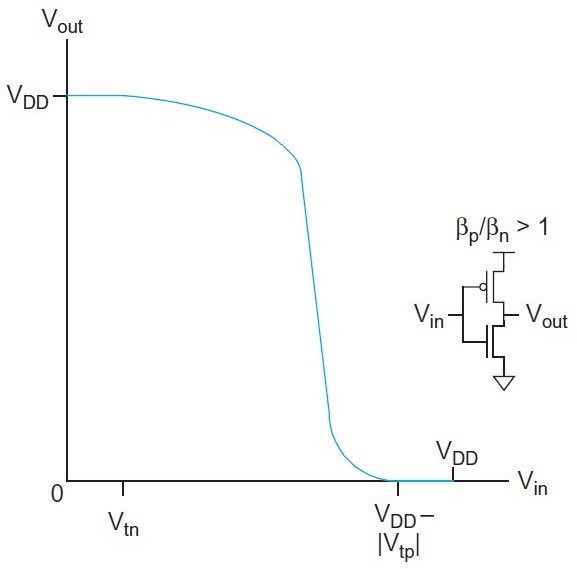 Vout
VDD
βp/βn > 1
Vin
Vout
VDD
0
Vin
Vtn
VDD –
|Vtp|